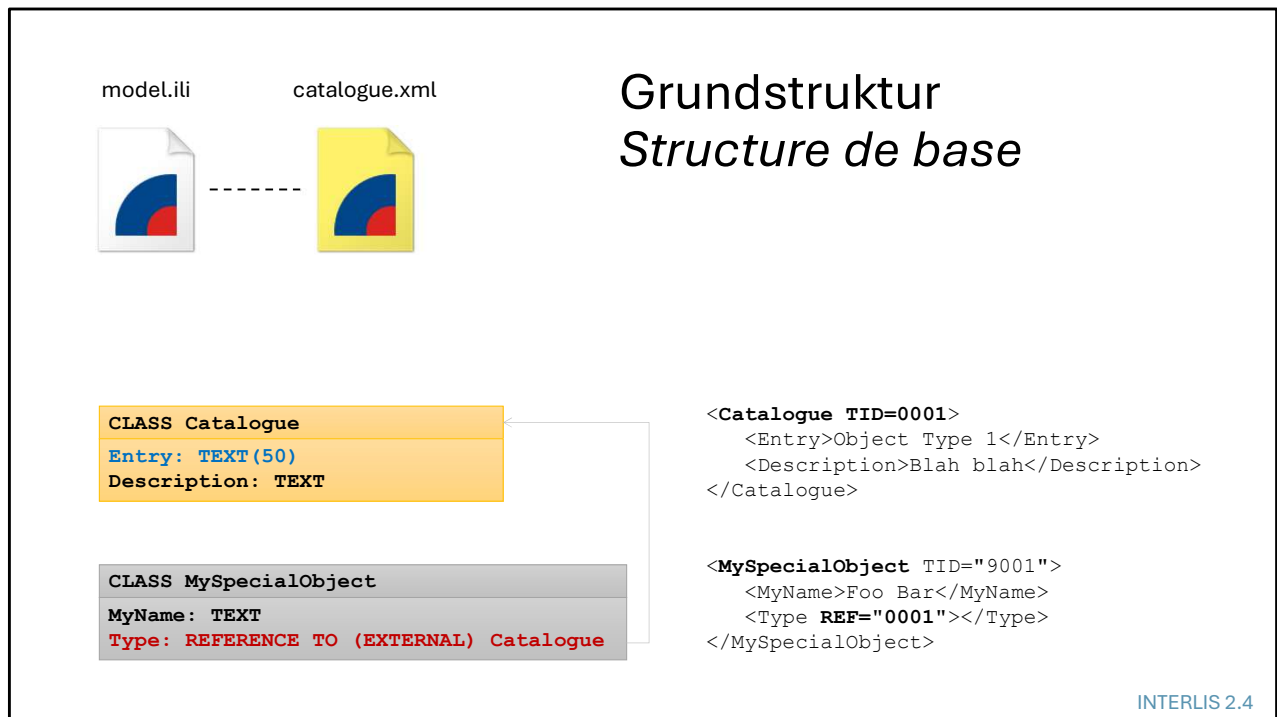 model.ili
catalogue.xml
Grundstruktur
Structure de base
CLASS Catalogue
Entry: TEXT(50)
Description: TEXT
<Catalogue TID=0001>
<Entry>Object Type 1</Entry>
<Description>Blah blah</Description>
</Catalogue>
CLASS MySpecialObject
MyName: TEXT
Type: REFERENCE TO (EXTERNAL) Catalogue
<MySpecialObject TID="9001">
<MyName>Foo Bar</MyName>
<Type REF="0001"></Type>
</MySpecialObject>
INTERLIS 2.4